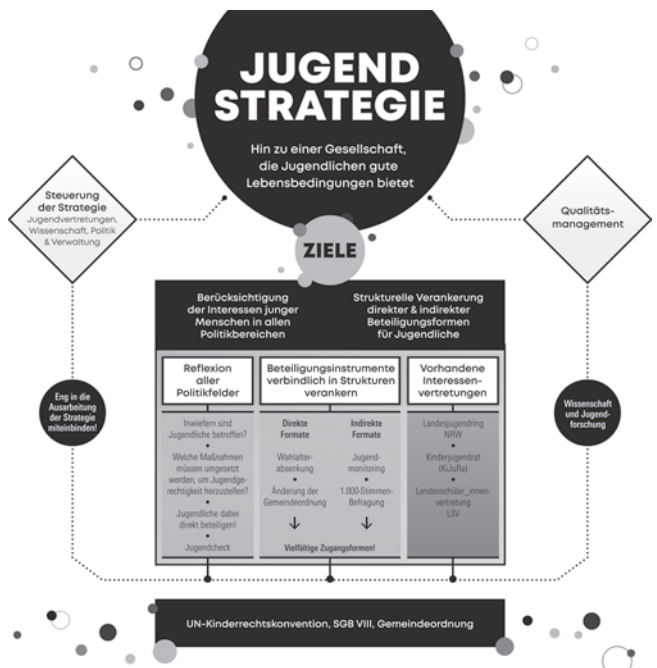 JUGEND
STRATEGIE
Hin zu einer Gesellschaft,
die Jugendlichen gute
Lebensbedingungen bietet
Steuerung
der Strategie
Jugendvertretungen,
Wissenschaft, Politik
& Verwaltung
Qualitäts-
management
ZIELE
Berücksichtigung
der Interessen junger
Menschen in allen
Politikbereichen
Strukturelle Verankerung
direkter & indirekter
Beteiligungsformen
für Jugendliche
Eng in die
Ausarbeitung
der Strategie
miteinbinden!
Reflexion
aller
Politikfelder
Inwiefern sind
Jugendliche betroffen?
•
Welche Maßnahmen
müssen umgesetzt
werden, um Jugendge-
rechtigkeit herzustellen?
•
Jugendliche dabei
direkt beteiligen!
•
Jugendcheck
Beteiligungsinstrumente
verbindlich in Strukturen
verankern
Direkte
Formate
Wahlalter-
absenkung
•
Änderung der
Gemeindeordnung
↓
Indirekte
Formate
Jugend-
monitoring
•
1.000-Stimmen-
Befragung
↓
Vielfältige Zugangsformen!
Vorhandene
Interessen-
vertretungen
Landesjugendring
NRW
•
Kinderjugendrat
(KiJuRa)
•
Landesschüler_innen-
vertretung
LSV
Wissenschaft
und Jugend-
forschung
UN-Kinderrechtskonvention, SGB VIII, Gemeindeordnung